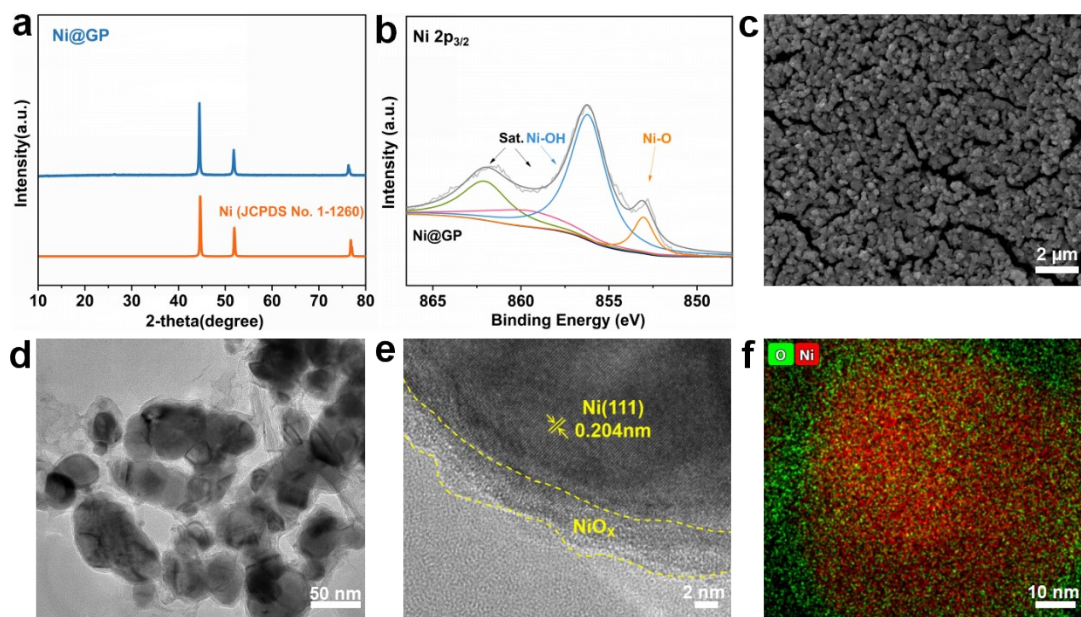 a
Ni@GP
Intensity(a.u.)
Ni (JCPDS No. 1-1260)
10 20 30 40 50 60 70 80
2-theta(degree)
b
Ni 2p3/2
Intensity (a.u.)
Sat. Ni-OH
Ni-O
Ni@GP
865 860 855 850
Binding Energy (eV)
c
2 μm
d
50 nm
e
Ni(111)
0.204nm
NiOx
2 nm
f
O Ni
10 nm